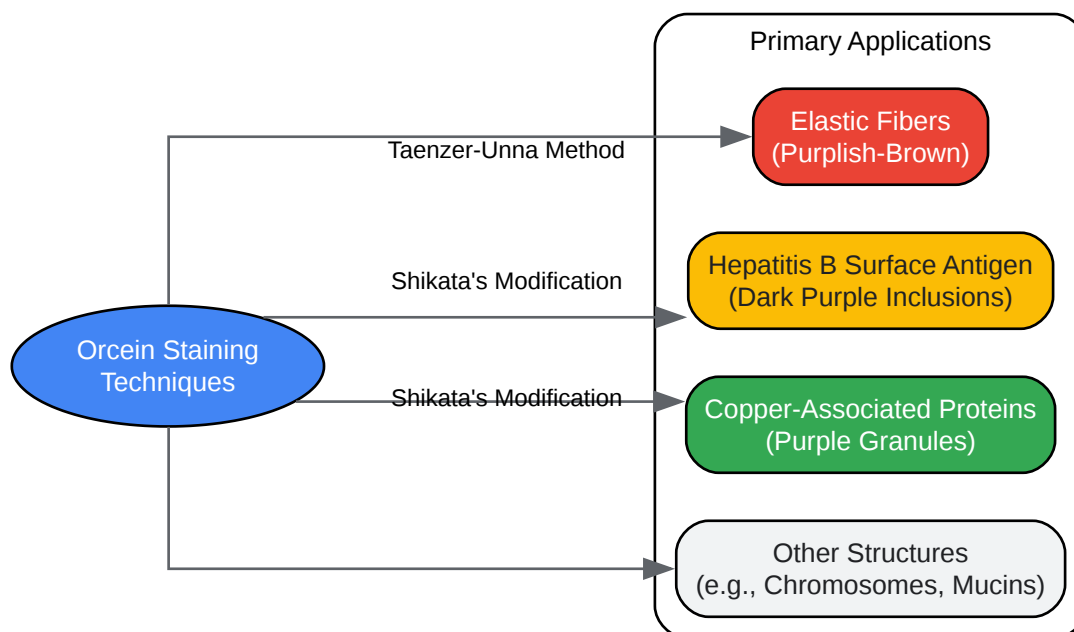 Primary Applications
Elastic Fibers
(Purplish-Brown)
Taenzer-Unna Method
Hepatitis B Surface Antigen
(Dark Purple Inclusions)
Shikata's Modification
Orcein Staining
Techniques
Shikata's Modification
Copper-Associated Proteins
(Purple Granules)
Other Structures
(e.g., Chromosomes, Mucins)